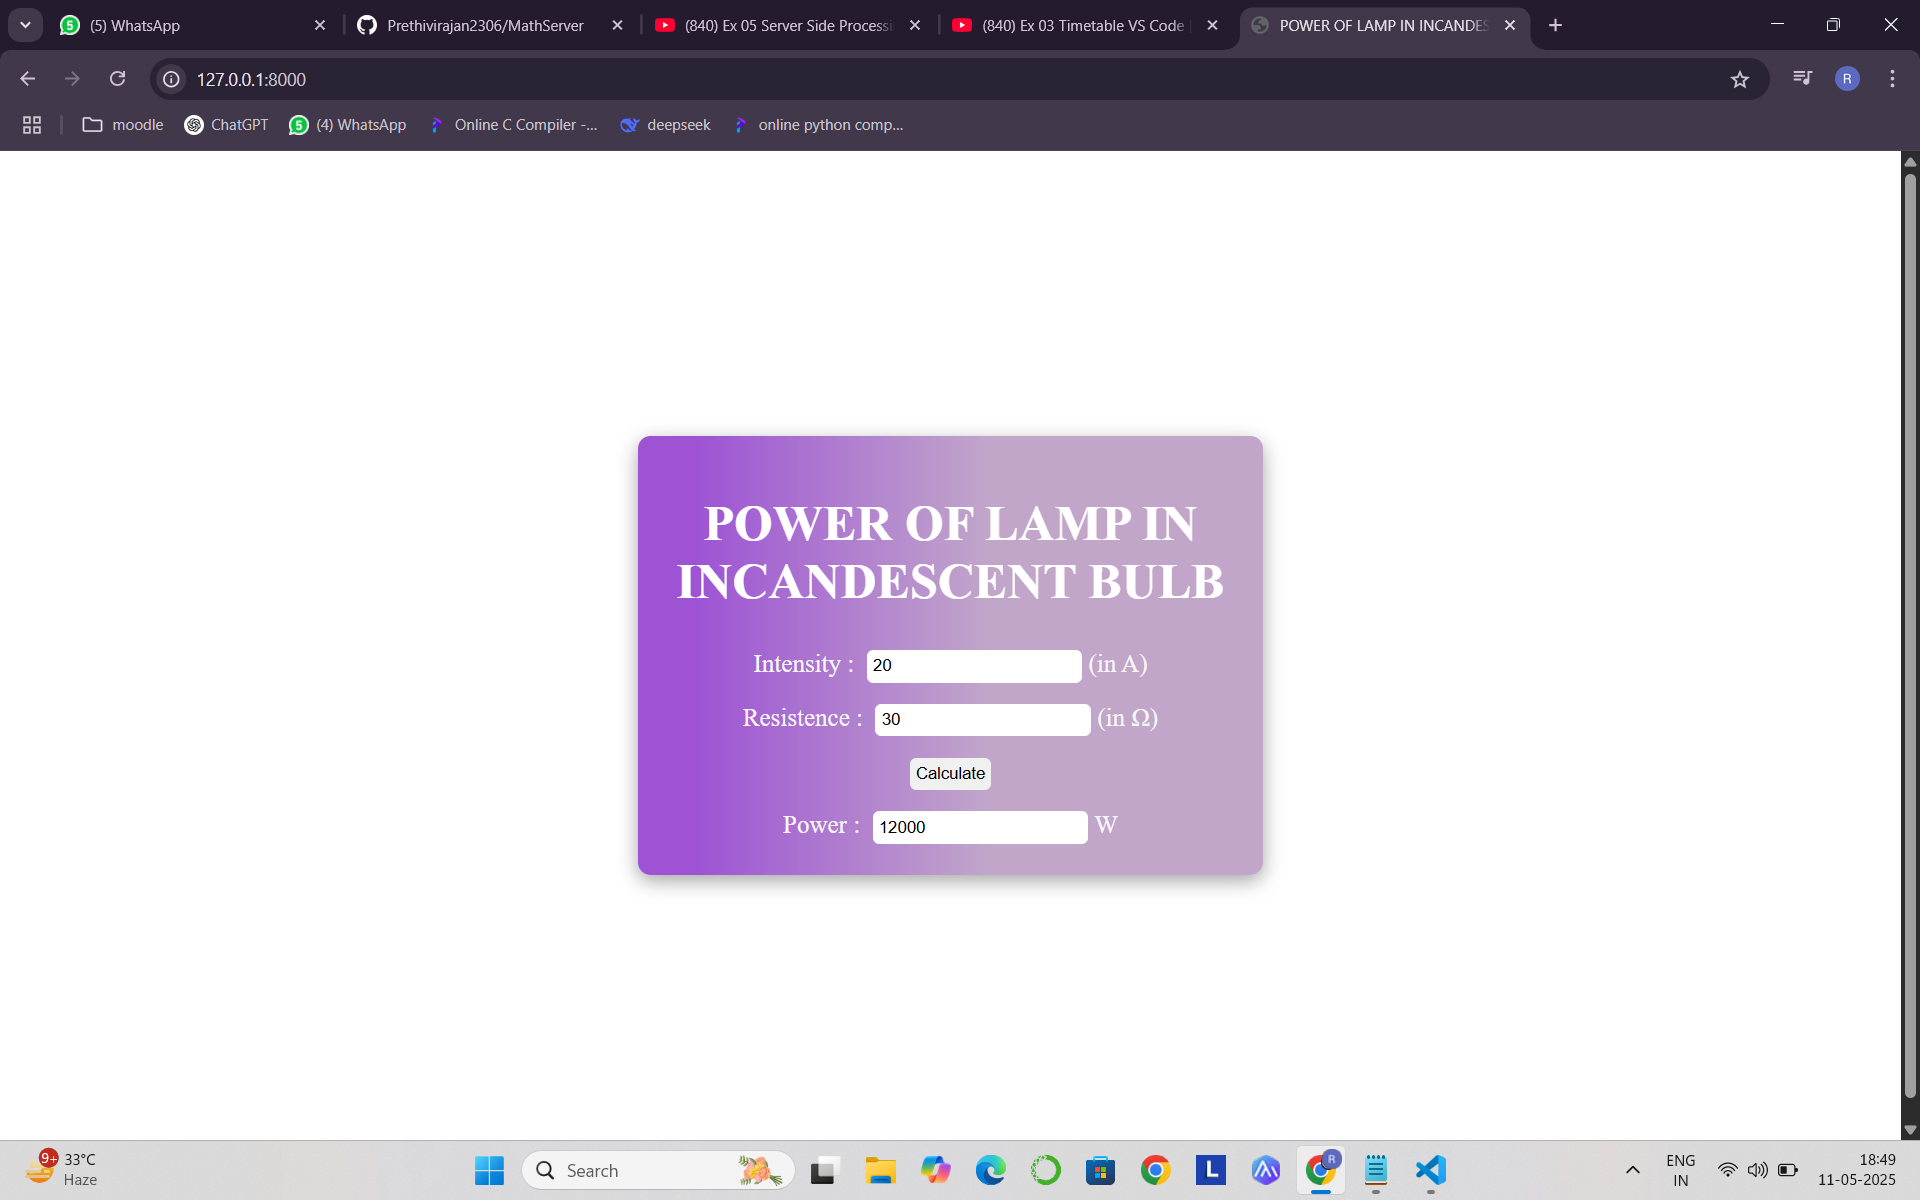 (5) WhatsApp
Prethivirajan2306/MathServer
(840) Ex 05 Server Side Processi
(840) Ex 03 Timetable VS Code
POWER OF LAMP IN INCANDES
127.0.0.1:8000
R
moodle
ChatGPT
(4) WhatsApp
Online C Compiler -...
deepseek
online python comp...
POWER OF LAMP IN
INCANDESCENT BULB
Intensity : 20 (in A)
Resistence : 30 (in Ω)
Calculate
Power : 12000 W
9+
33°C
Haze
Search
L
R
ENG
IN
18:49
11-05-2025